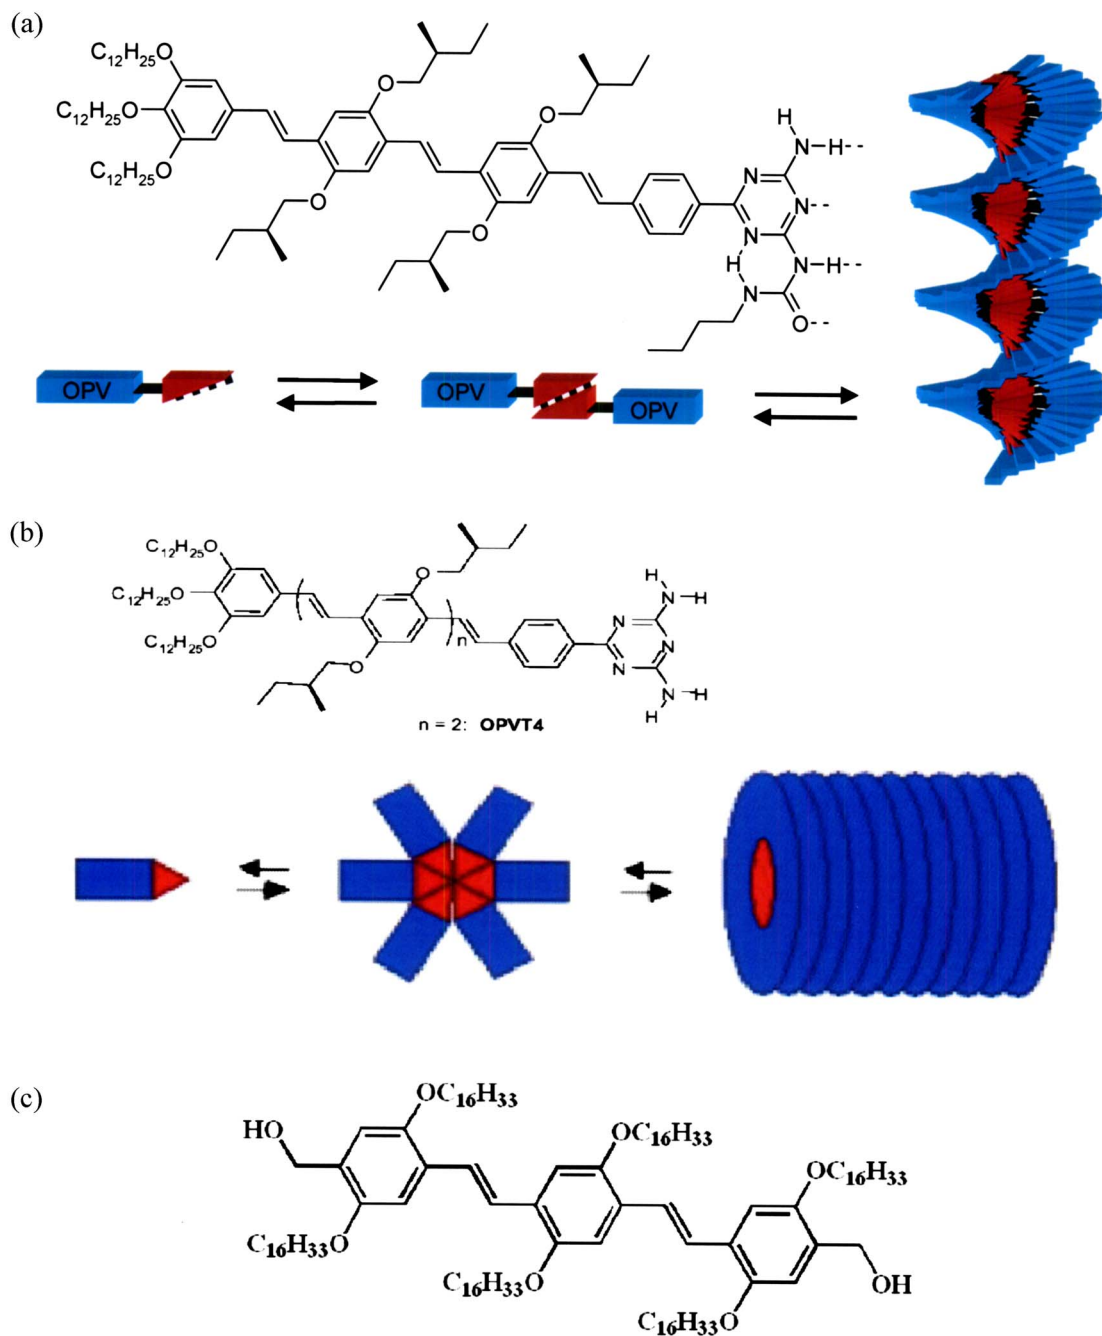 (a)
C12H25O
C12H25O
C12H25O
O
O
O
O
H
N-H--
N
N--
N
H
N
N-H--
O--
OPV
OPV
OPV
(b)
C12H25O
C12H25O
C12H25O
O
O
n
N
N
N
H
N-H
N-H
H
n = 2: OPVT4
(c)
HO
OC16H33
OC16H33
OC16H33
C16H33O
C16H33O
C16H33O
OH